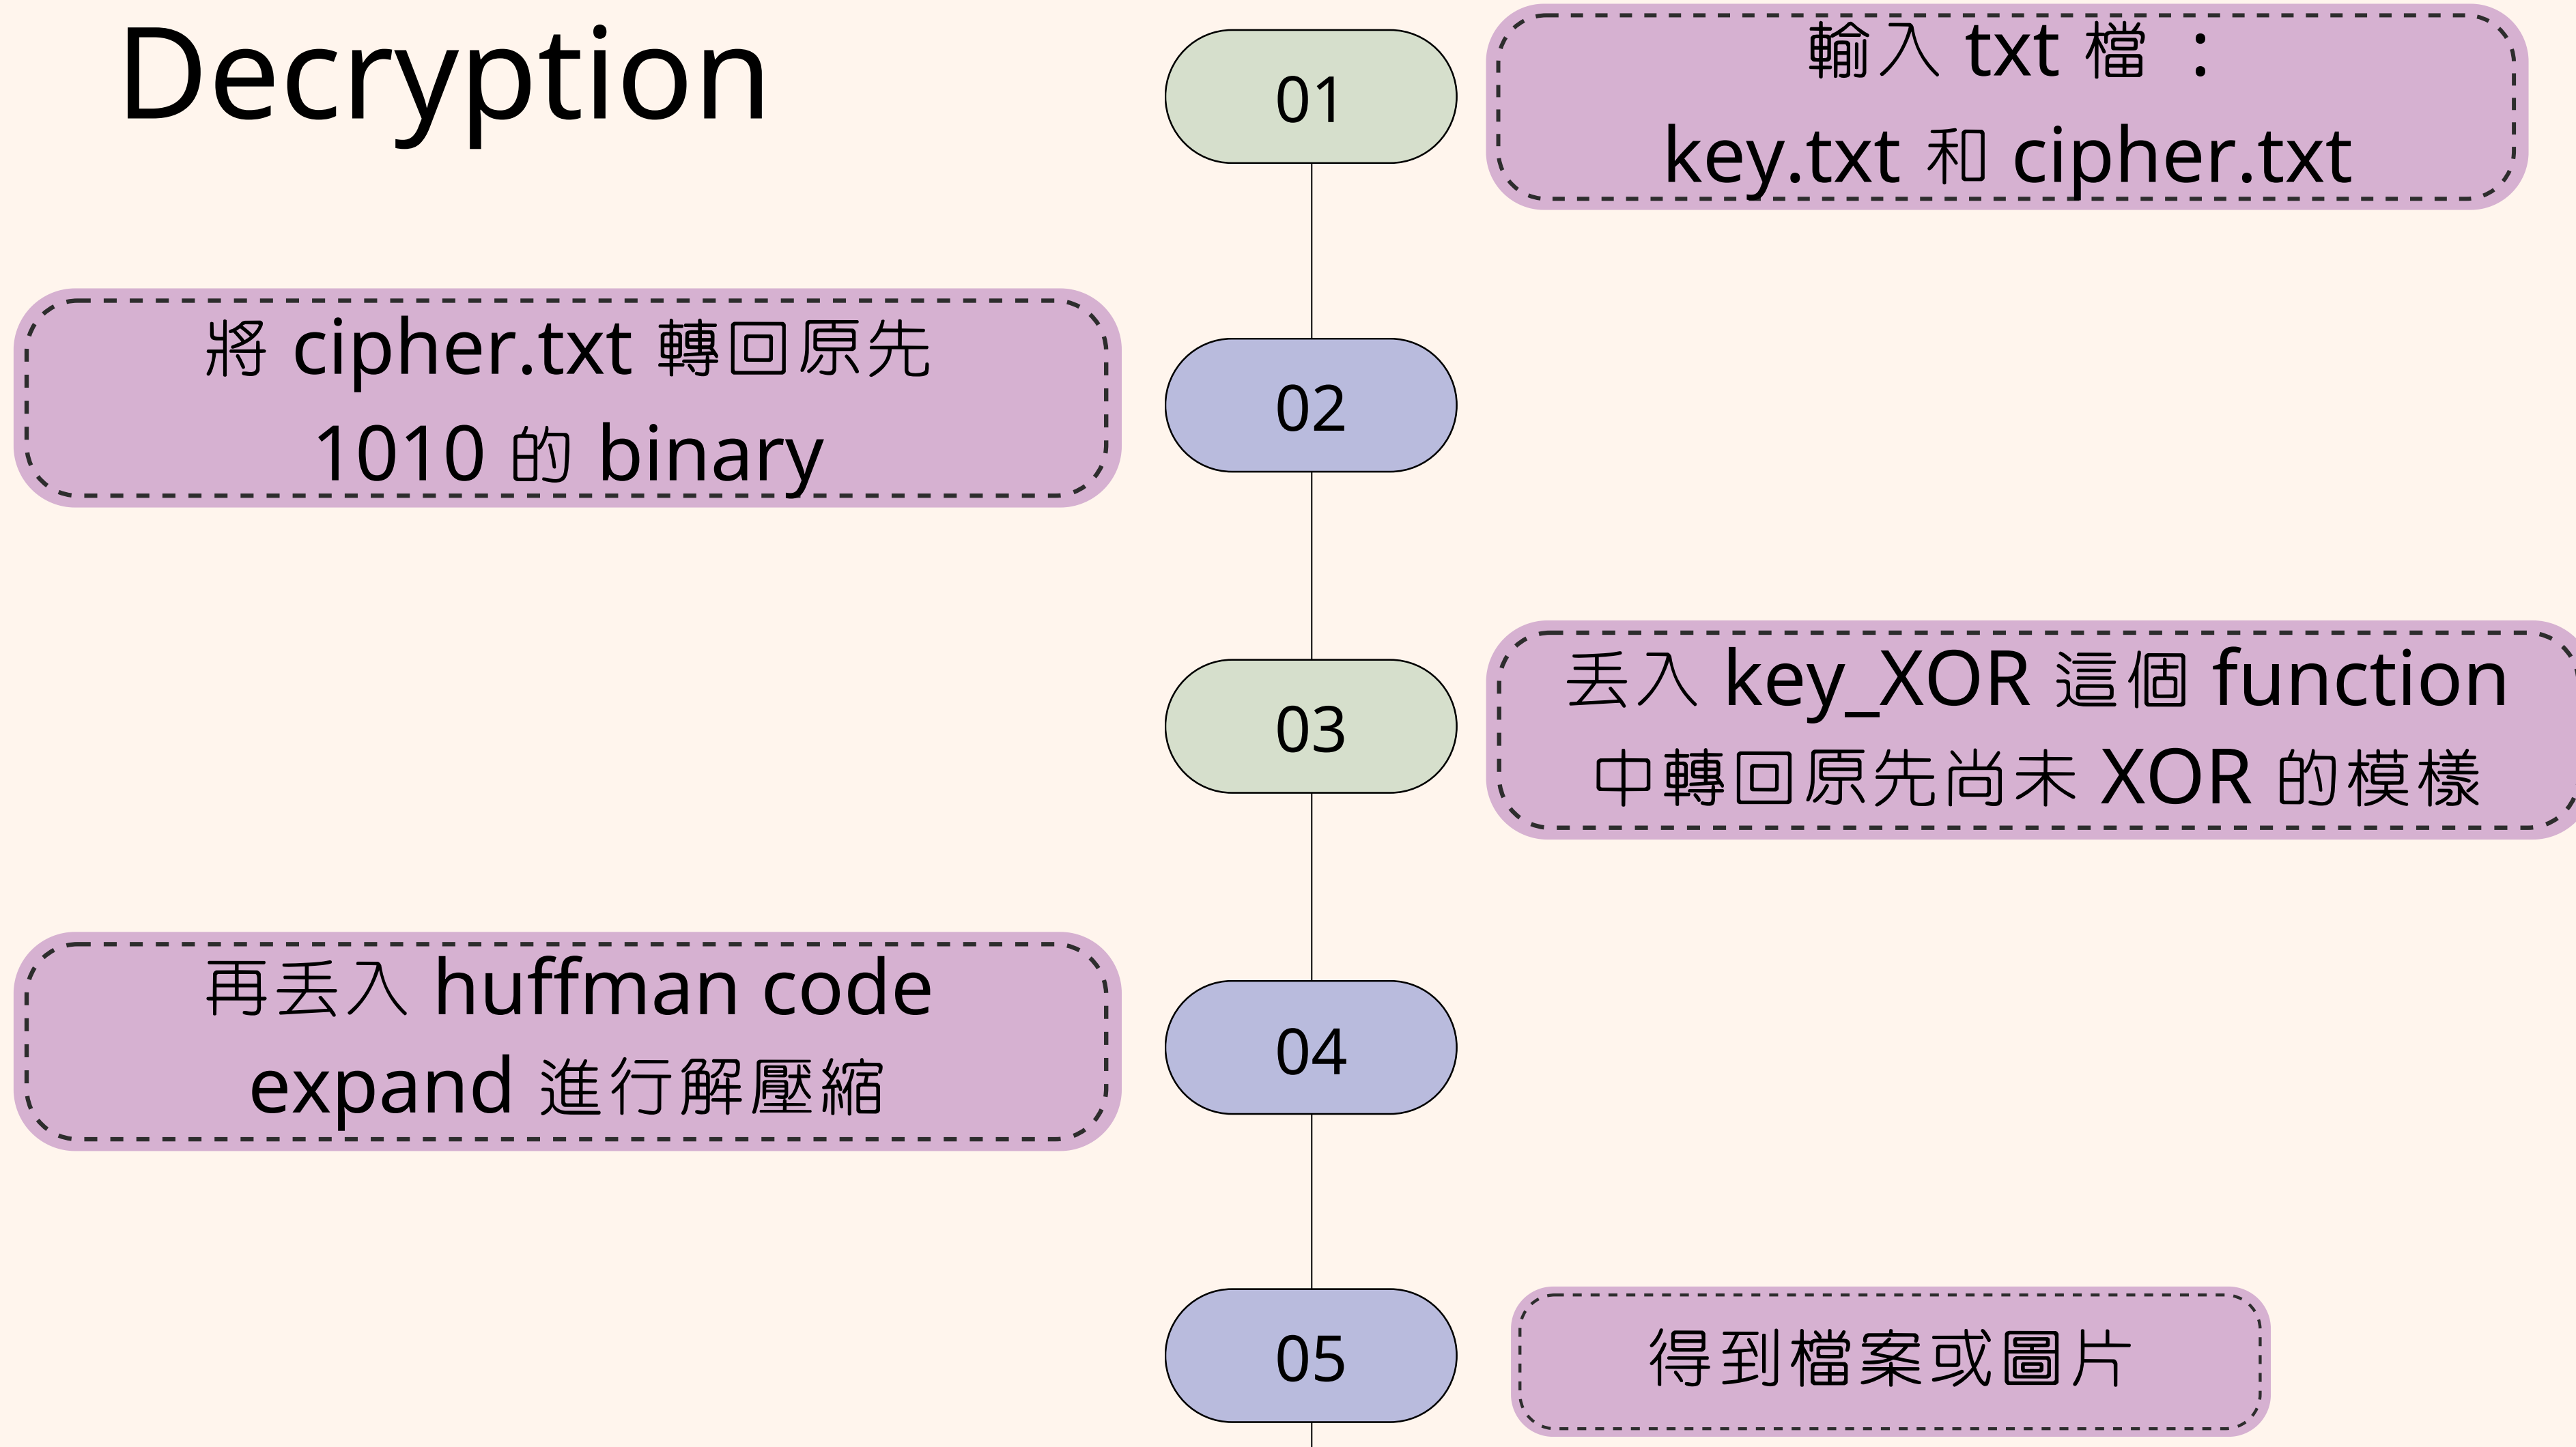 Decryption
01
輸入 txt 檔 :
key.txt 和 cipher.txt
將 cipher.txt 轉回原先
1010 的 binary
02
03
丟入 key_XOR 這個 function
中轉回原先尚未 XOR 的模樣
再丟入 huffman code
expand 進行解壓縮
04
05
得到檔案或圖片